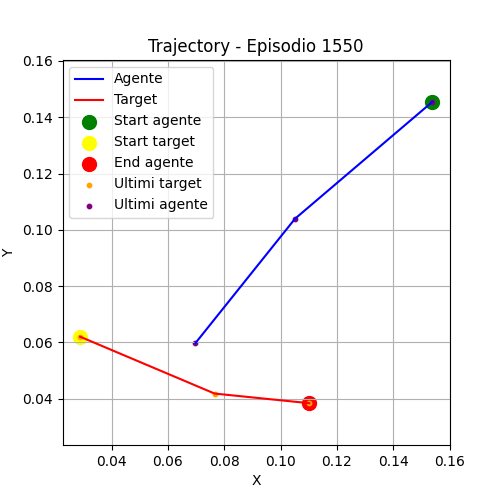 Trajectory - Episodio 1550
Agente
Target
Start agente
Start target
End agente
Ultimi target
Ultimi agente
0.16
0.14
0.12
0.10
0.08
0.06
0.04
Y
0.04
0.06
0.08
0.10
0.12
0.14
0.16
X